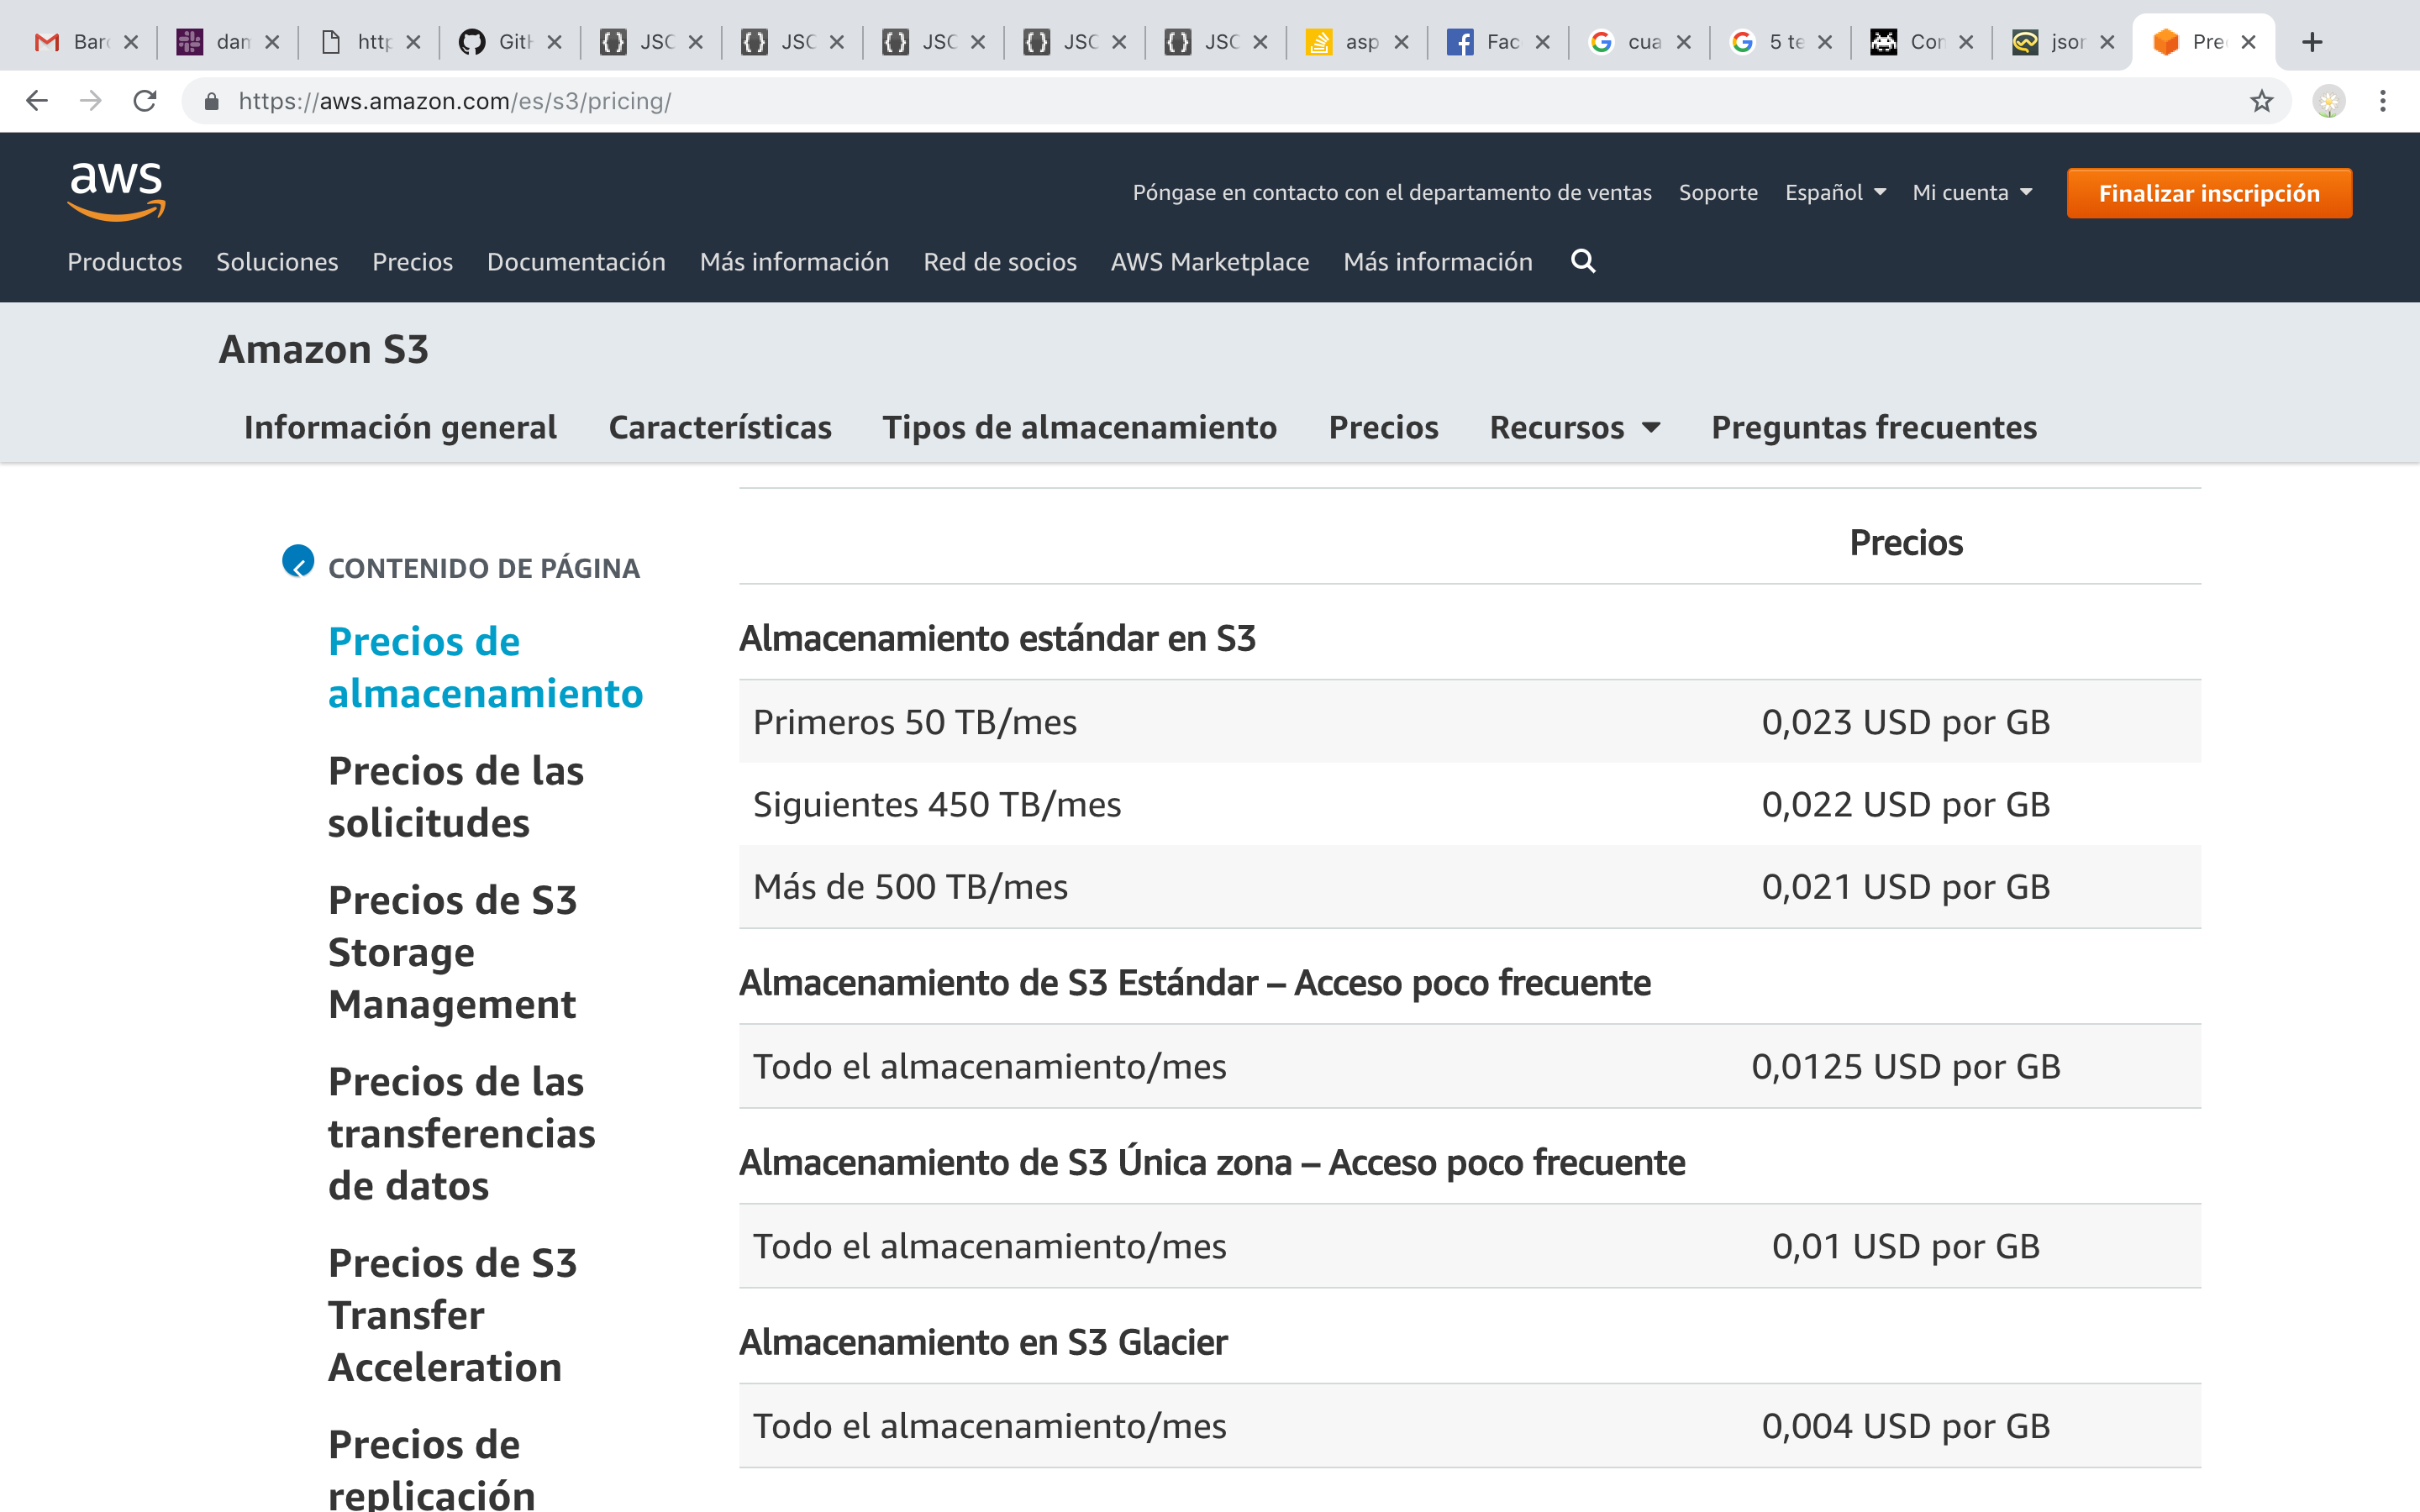 Bar
dan
http
GitH
JSO
JSO
JSO
JSO
JSO
asp
Fac
cua
5 te
Con
json
Pre
https://aws.amazon.com/es/s3/pricing/
aws
Póngase en contacto con el departamento de ventas Soporte Español Mi cuenta Finalizar inscripción
Productos Soluciones Precios Documentación Más información Red de socios AWS Marketplace Más información
Amazon S3
Información general Características Tipos de almacenamiento Precios Recursos Preguntas frecuentes
CONTENIDO DE PÁGINA
Precios de
almacenamiento
Precios de las
solicitudes
Precios de S3
Storage
Management
Precios de las
transferencias
de datos
Precios de S3
Transfer
Acceleration
Precios de
replicación
Precios
Almacenamiento estándar en S3
Primeros 50 TB/mes 0,023 USD por GB
Siguientes 450 TB/mes 0,022 USD por GB
Más de 500 TB/mes 0,021 USD por GB
Almacenamiento de S3 Estándar – Acceso poco frecuente
Todo el almacenamiento/mes 0,0125 USD por GB
Almacenamiento de S3 Única zona – Acceso poco frecuente
Todo el almacenamiento/mes 0,01 USD por GB
Almacenamiento en S3 Glacier
Todo el almacenamiento/mes 0,004 USD por GB